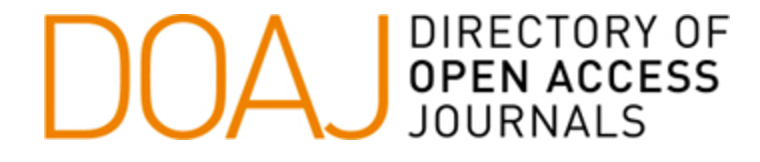 DOAJ
DIRECTORY OF
OPEN ACCESS
JOURNALS